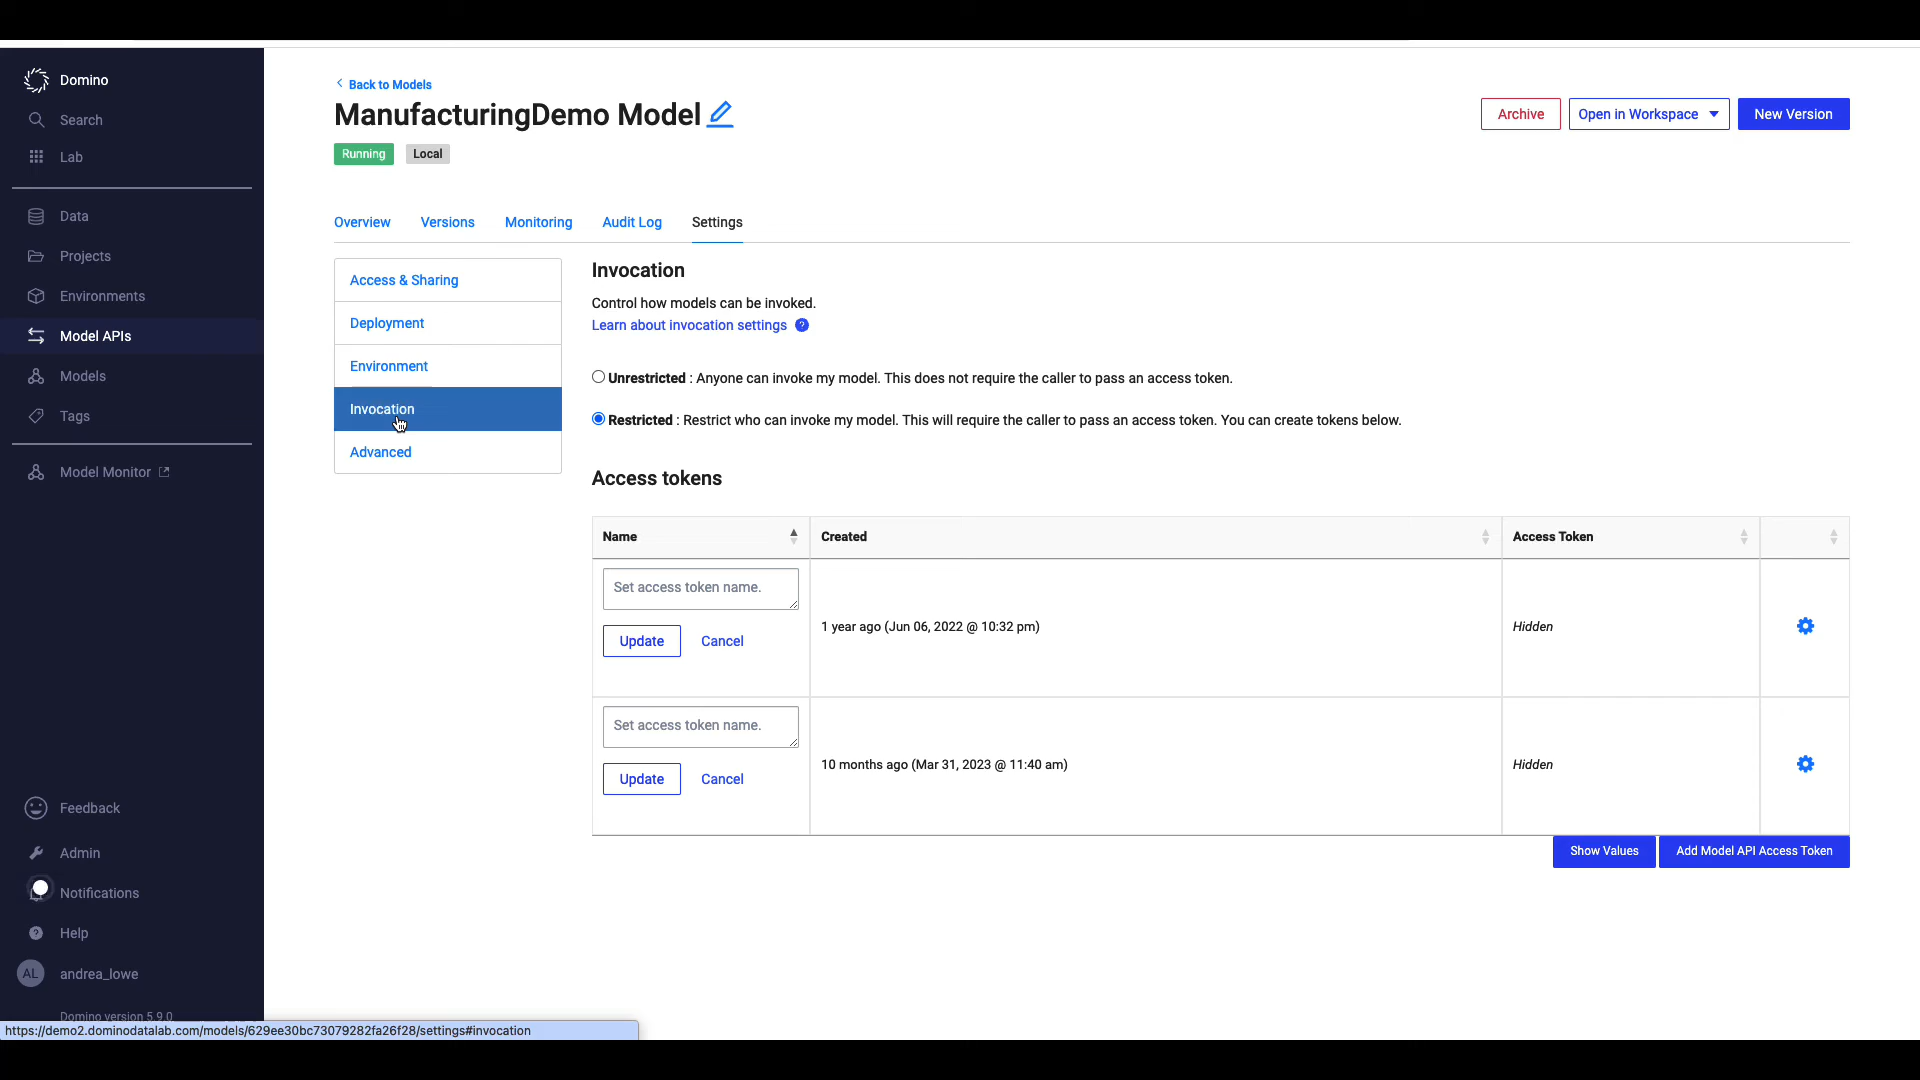 Domino
Search
Lab
Data
Projects
Environments
Model APIs
Models
Tags
Model Monitor
Feedback
Admin
Notifications
Help
AL andrea_lowe
Domino version 5.9.0
https://demo2.dominodatalab.com/models/629ee30bc73079282fa26f28/settings#invocation
Back to Models
ManufacturingDemo Model
Running Local
Archive Open in Workspace New Version
Overview Versions Monitoring Audit Log Settings
Access & Sharing
Deployment
Environment
Invocation
Advanced
Invocation
Control how models can be invoked.
Learn about invocation settings ?
Unrestricted : Anyone can invoke my model. This does not require the caller to pass an access token.
Restricted : Restrict who can invoke my model. This will require the caller to pass an access token. You can create tokens below.
Access tokens
Name Created Access Token
Set access token name.
Update Cancel
1 year ago (Jun 06, 2022 @ 10:32 pm)
Hidden
Set access token name.
Update Cancel
10 months ago (Mar 31, 2023 @ 11:40 am)
Hidden
Show Values Add Model API Access Token